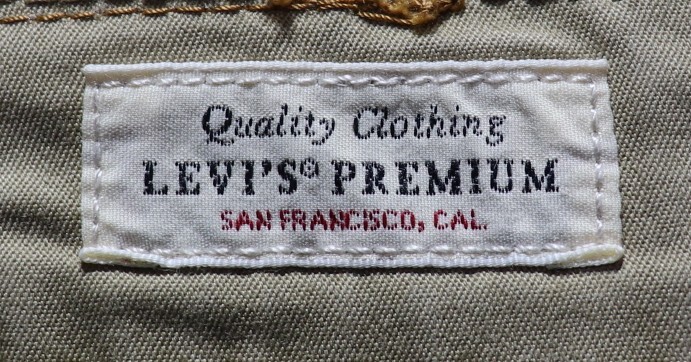 Quality Clothing
LEVI'S® PREMIUM
SAN FRANCISCO, CAL.